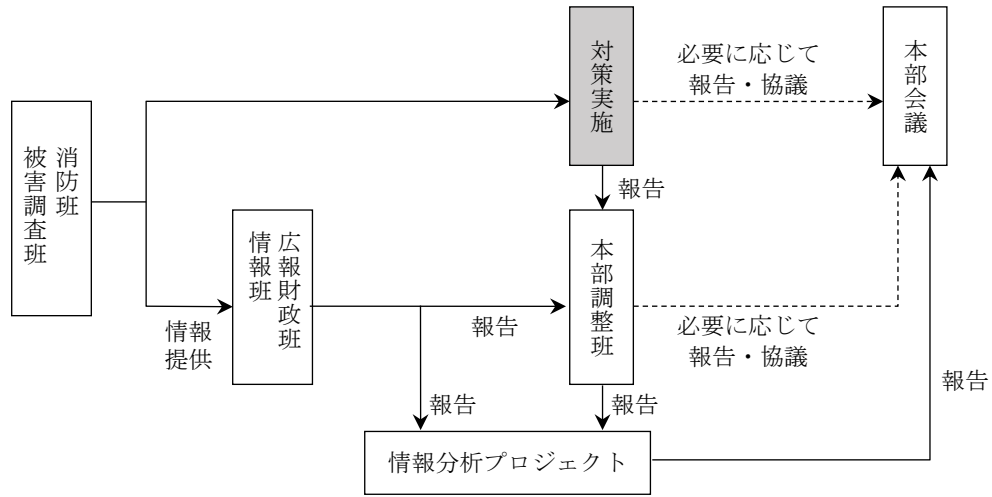 消防班
被害調査班
情報
提供
広報財政班
情報班
報告
報告
対策実施
報告
本部調整班
報告
情報分析プロジェクト
必要に応じて
報告・協議
必要に応じて
報告・協議
本部会議
報告